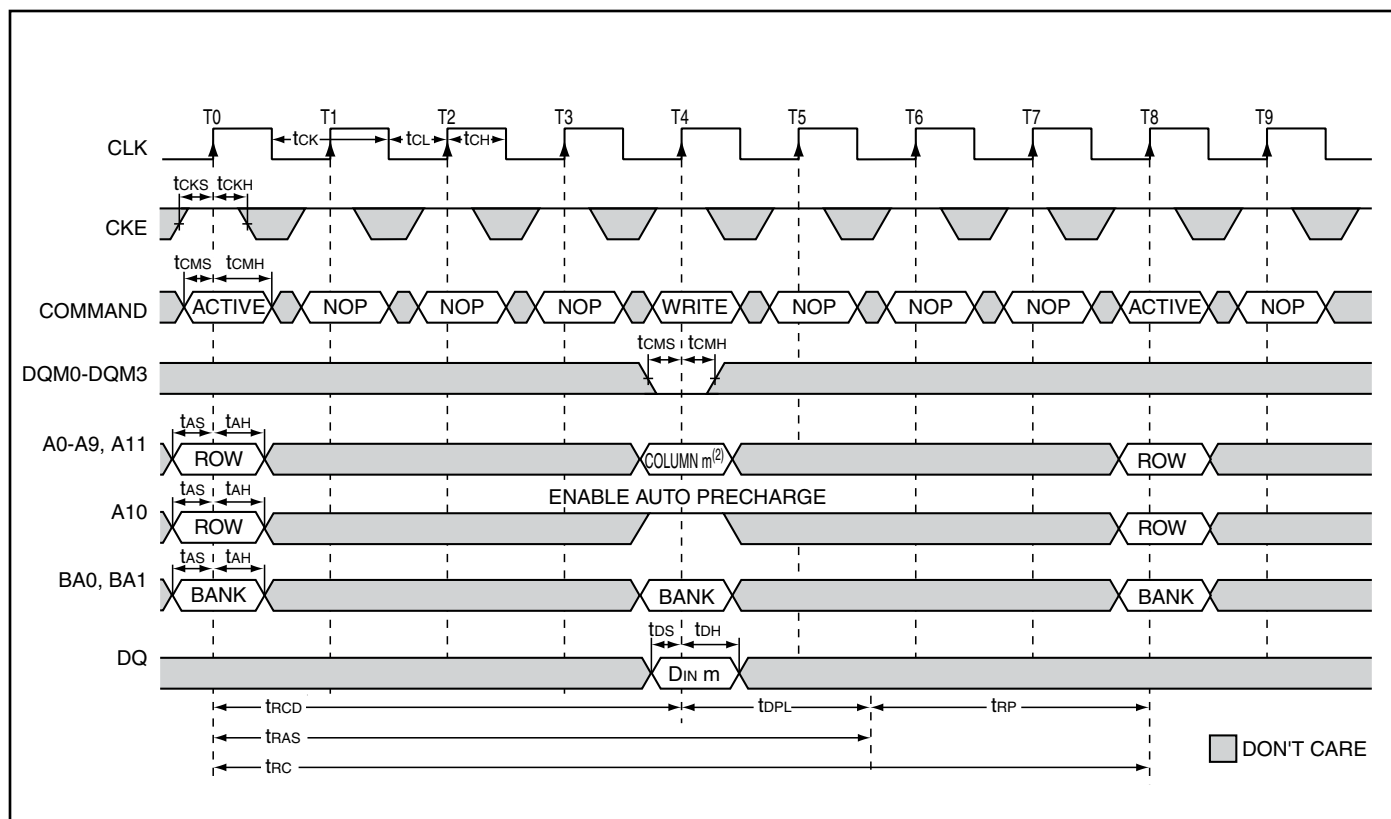 T0 T1 T2 T3 T4 T5 T6 T7 T8 T9
CLK tCK tCL tCH
tCKS tCKH
CKE
tCMS tCMH
COMMAND ACTIVE NOP NOP NOP WRITE NOP NOP NOP ACTIVE NOP
tCMS tCMH
DQM0-DQM3
tAS tAH
A0-A9, A11 ROW COLUMN m(2) ROW
tAS tAH ENABLE AUTO PRECHARGE
A10 ROW ROW
tAS tAH
BA0, BA1 BANK BANK BANK
tDS tDH
DQ DIN m
tRCD tDPL tRP
tRAS
DON'T CARE
tRC